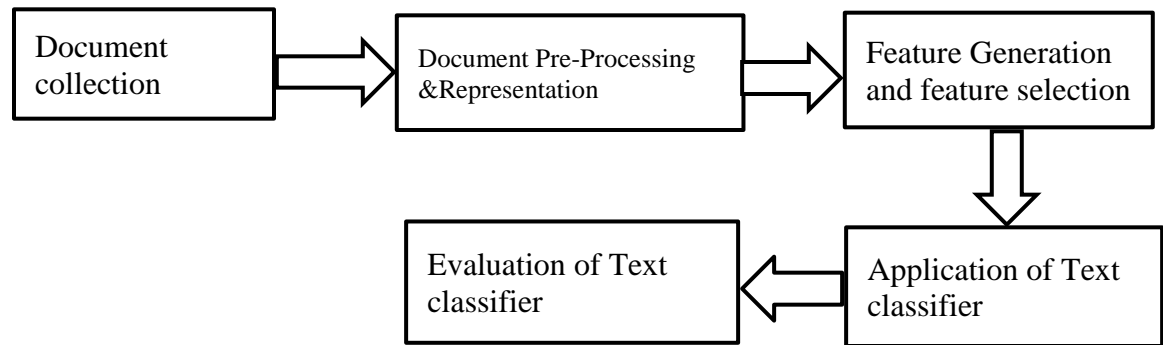 Document
collection
Document Pre-Processing
&Representation
Feature Generation
and feature selection
Application of Text
classifier
Evaluation of Text
classifier